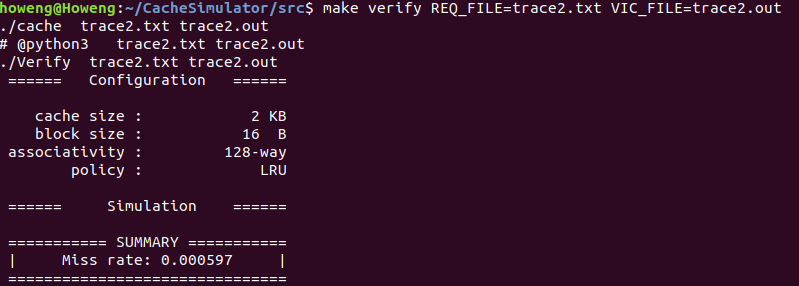 howeng@Howeng:~/CacheSimulator/src$ make verify REQ_FILE=trace2.txt VIC_FILE=trace2.out
./cache  trace2.txt trace2.out
# @python3   trace2.txt trace2.out
./Verify  trace2.txt trace2.out
 ======   Configuration   ======
   cache size :            2 KB
   block size :           16  B
associativity :         128-way
       policy :             LRU
 ======     Simulation    ======
 =========== SUMMARY ===========
 |     Miss rate: 0.000597     |
 ===============================